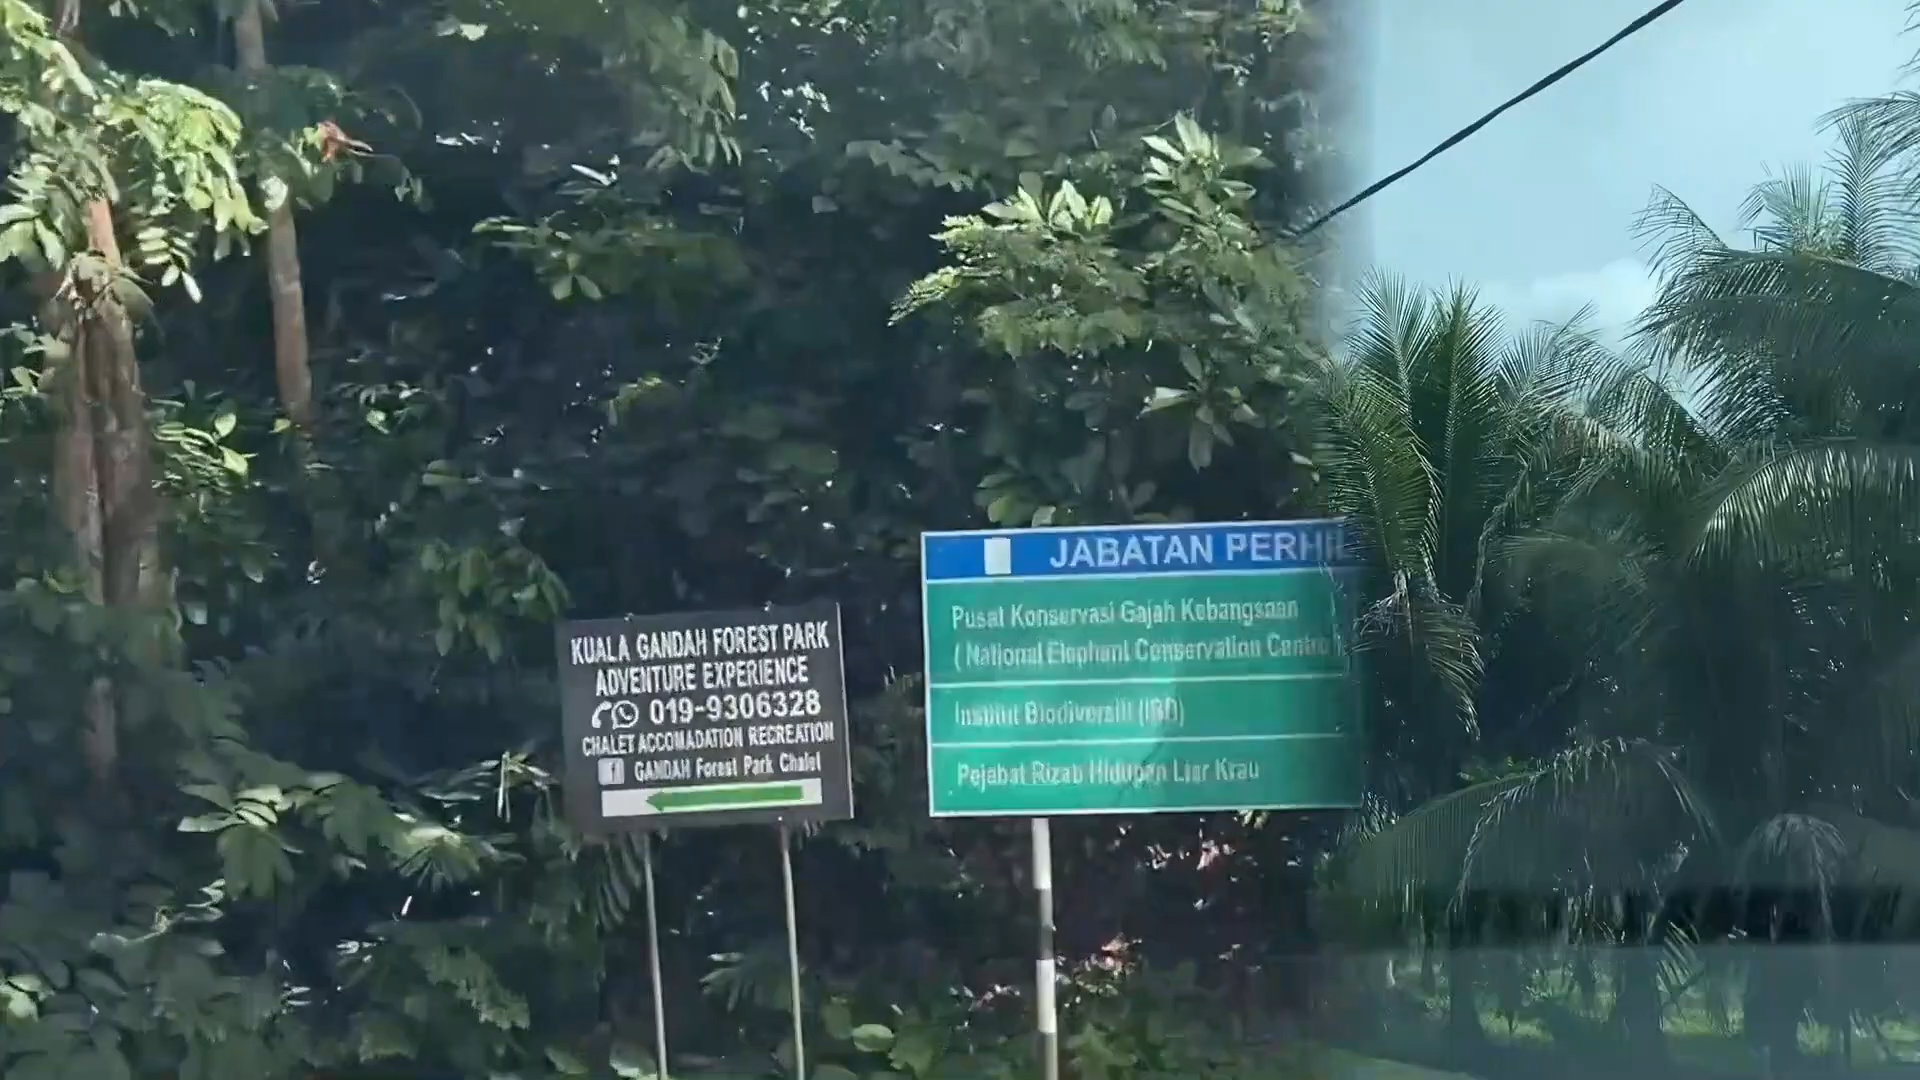 KUALA GANDAH FOREST PARK
ADVENTURE EXPERIENCE
019-9306328
CHALET ACCOMADATION RECREATION
GANDAH Forest Park Chalet
JABATAN PERHIL
Pusat Konservasi Gajah Kebangsaan
( National Elephant Conservation Centre )
Institut Biodiversiti (IBD)
Pejabat Rizab Hidupan Liar Krau